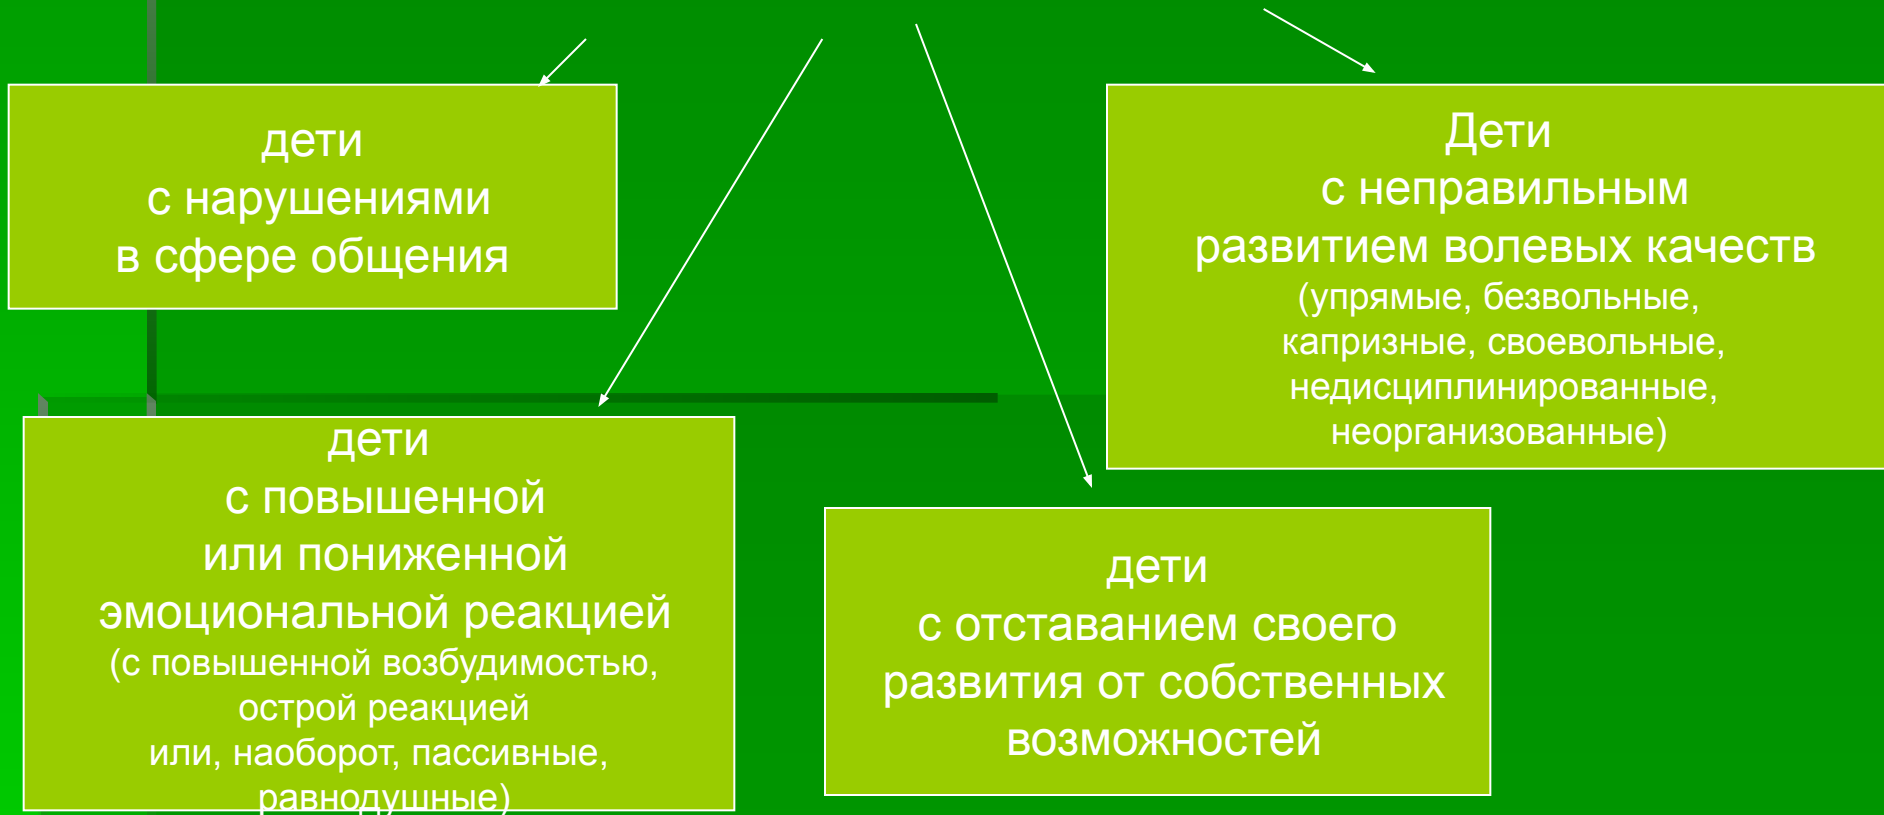 дети
с нарушениями
в сфере общения
Дети
с неправильным
развитием волевых качеств
(упрямые, безвольные,
капризные, своевольные,
недисциплинированные,
неорганизованные)
дети
с повышенной
или пониженной
эмоциональной реакцией
(с повышенной возбудимостью,
острой реакцией
или, наоборот, пассивные,
равнодушные)
дети
с отставанием своего
развития от собственных
возможностей